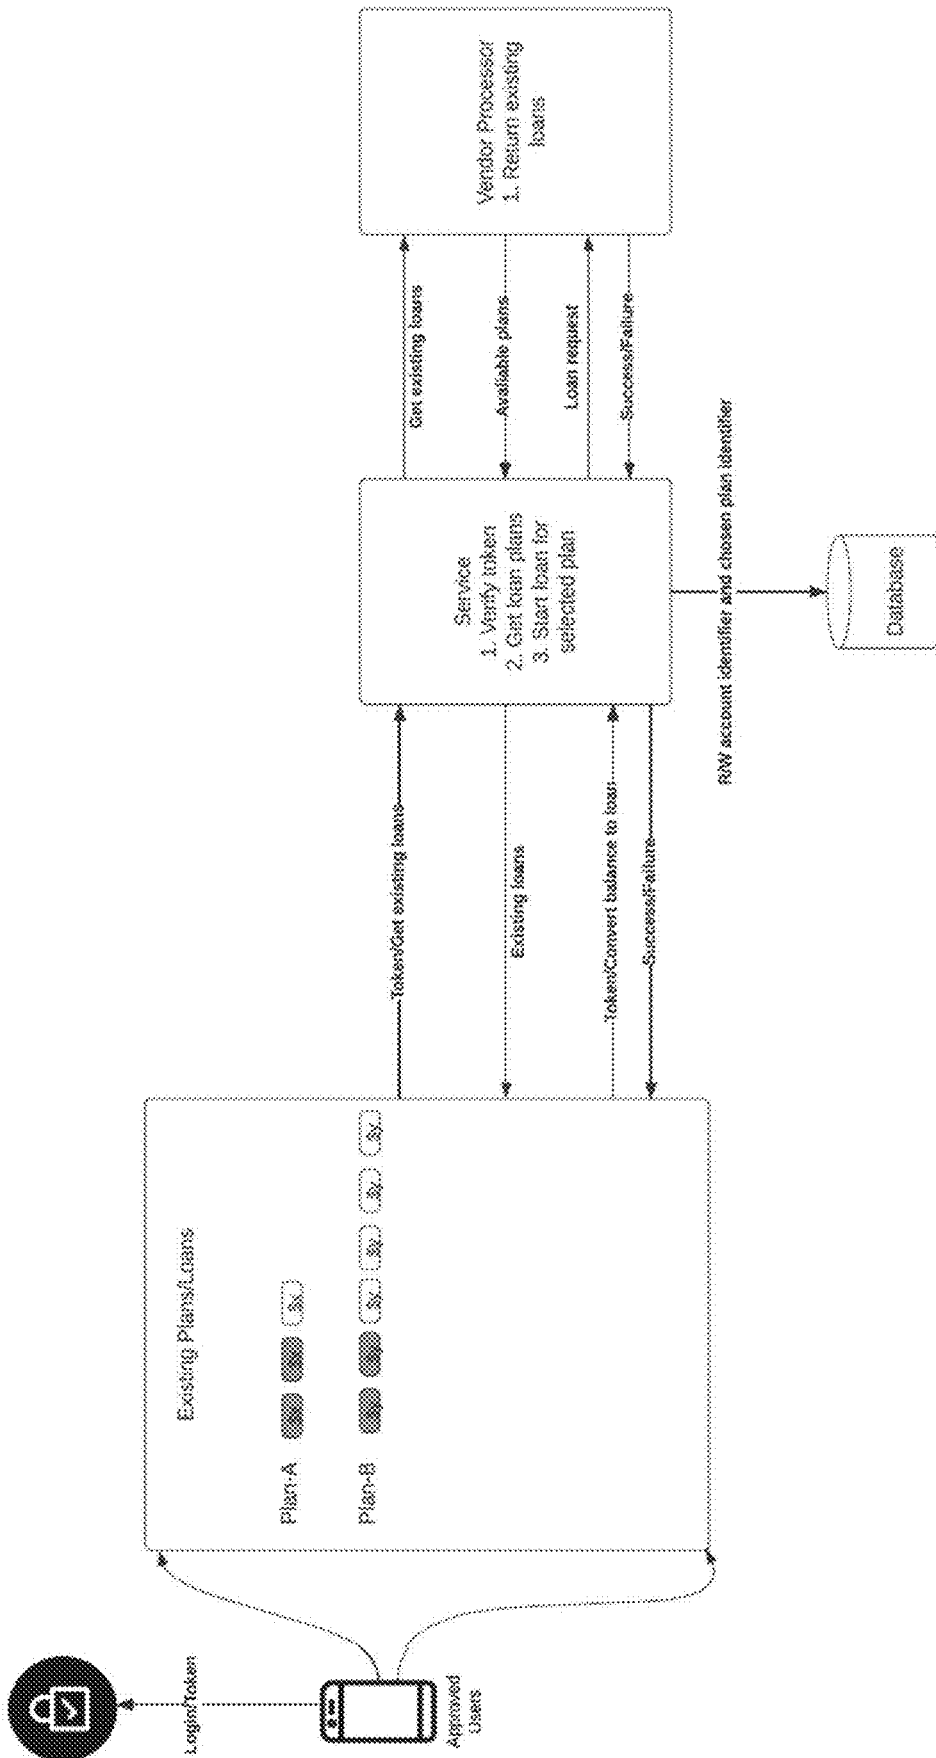 Login/Token
Approved
Users
Existing Plans/Loans
Plan-A
Plan-B
Token/Get existing loans
Existing loans
Token/Convert balance to loan
Success/Failure
Service
1. Verify token
2. Get loan plans
3. Start loan for
selected plan
Get existing loans
Available plans
Loan request
Success/Failure
Vendor Processor
1. Return existing
loans
R/W account identifier and chosen plan identifier
Database